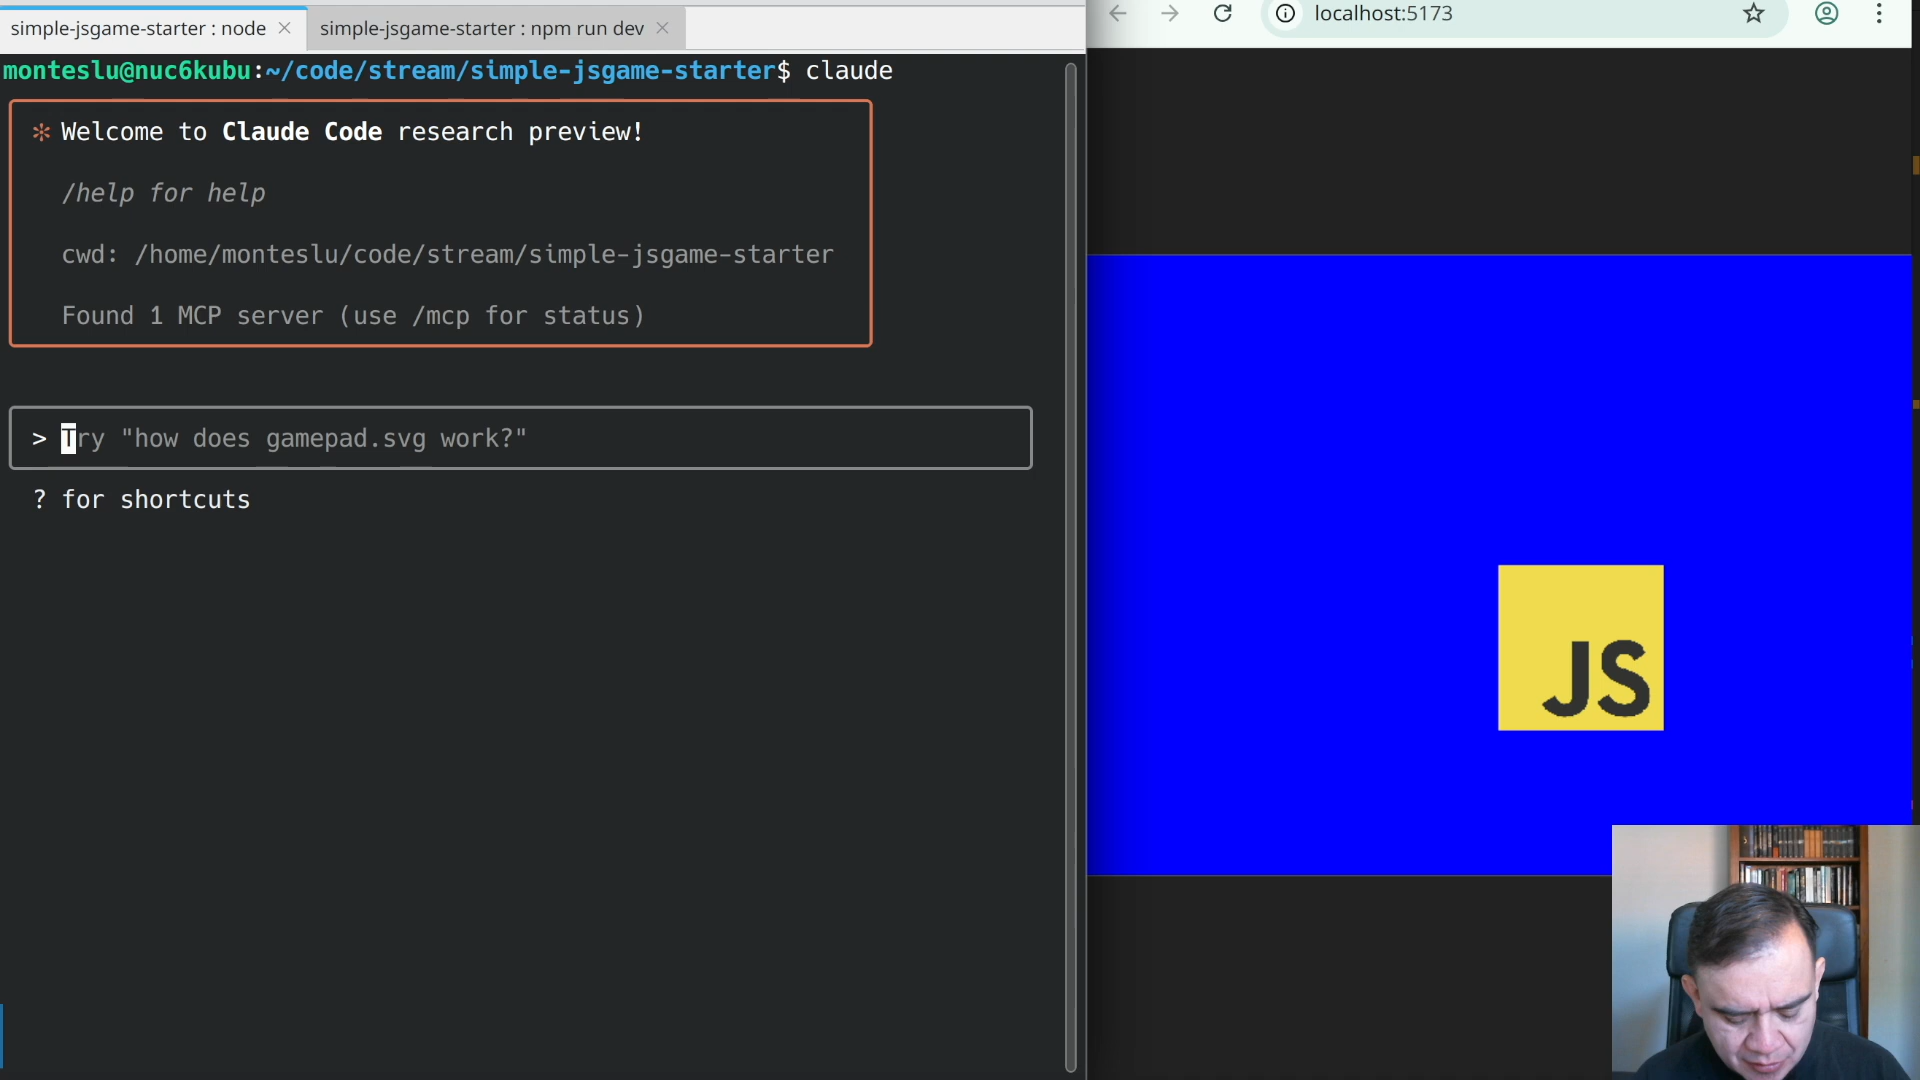 simple-jsgame-starter : node
simple-jsgame-starter : npm run dev
localhost:5173
monteslu@nuc6kubu:~/code/stream/simple-jsgame-starter$ claude
✻ Welcome to Claude Code research preview!
/help for help
cwd: /home/monteslu/code/stream/simple-jsgame-starter
Found 1 MCP server (use /mcp for status)
> Try "how does gamepad.svg work?"
? for shortcuts
JS